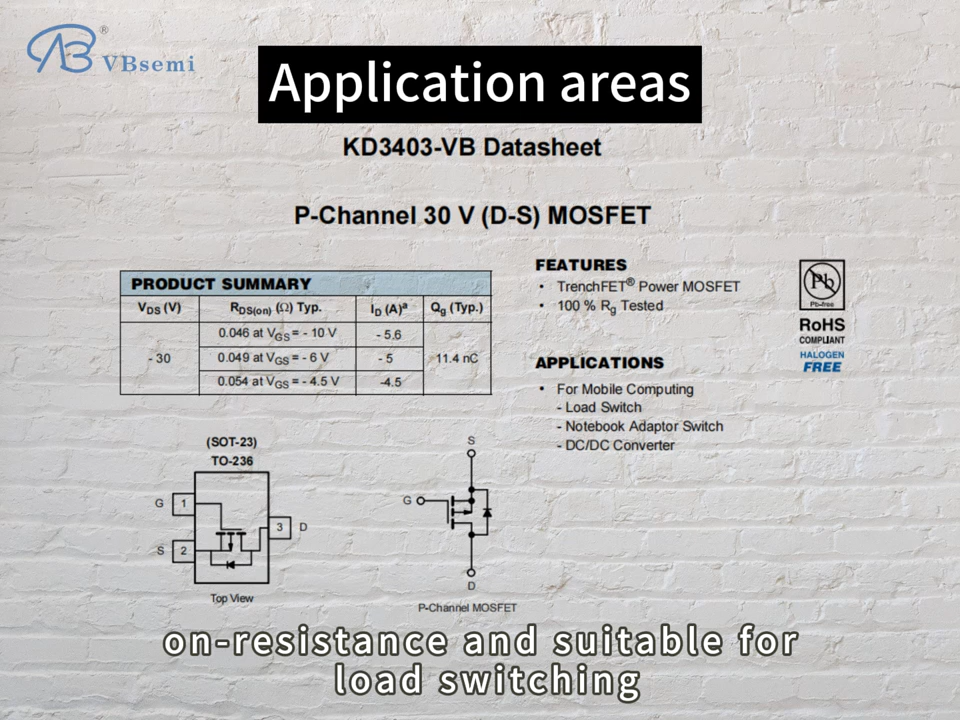 VBsemi ®
Application areas
KD3403-VB Datasheet
P-Channel 30 V (D-S) MOSFET
PRODUCT SUMMARY
VDS (V) RDS(on) (Ω) Typ. ID (A)a Qg (Typ.)
- 30 0.046 at VGS = - 10 V - 5.6 11.4 nC
0.049 at VGS = - 6 V - 5
0.054 at VGS = - 4.5 V -4.5
FEATURES
• TrenchFET® Power MOSFET
• 100 % Rg Tested
APPLICATIONS
• For Mobile Computing
- Load Switch
- Notebook Adaptor Switch
- DC/DC Converter
Pb
Pb-free
RoHS
COMPLIANT
HALOGEN
FREE
(SOT-23)
TO-236
G 1
S 2
3 D
Top View
S
G
D
P-Channel MOSFET
on-resistance and suitable for
load switching